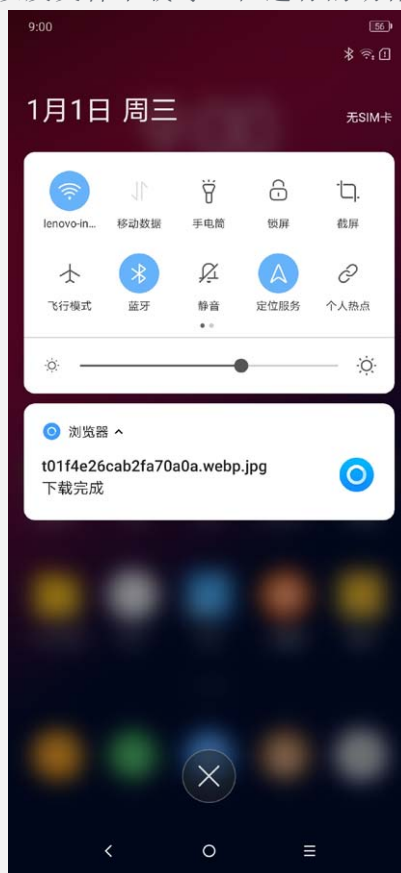 9:00
56
1月1日 周三
无SIM卡
lenovo-in...
移动数据
手电筒
锁屏
截屏
飞行模式
蓝牙
静音
定位服务
个人热点
浏览器
t01f4e26cab2fa70a0a.webp.jpg
下载完成